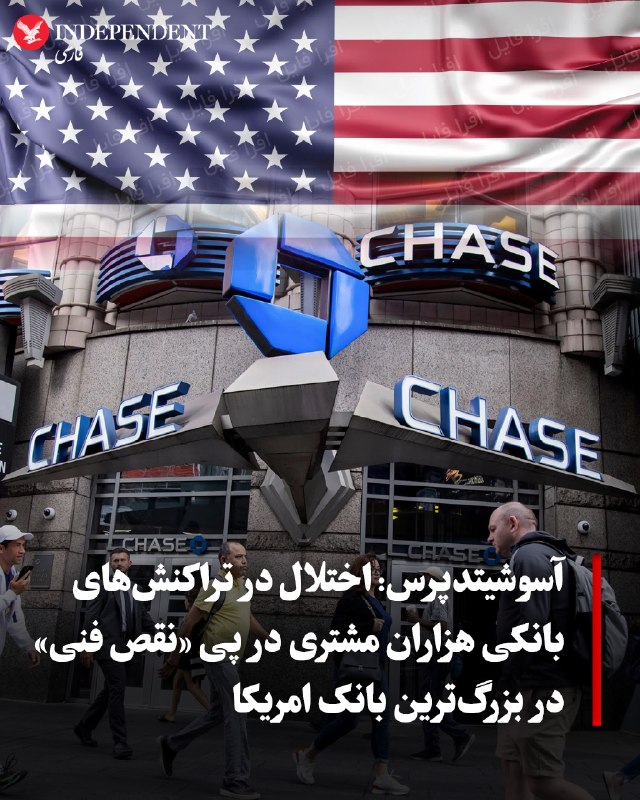 INDEPENDENT
فارسی
CHASE
CHASE
CHASE
CHASE
CHASE
آسوشیتدپرس: اختلال در تراکنش‌های
بانکی هزاران مشتری در پی «نقص فنی»
در بزرگ‌ترین بانک امریکا